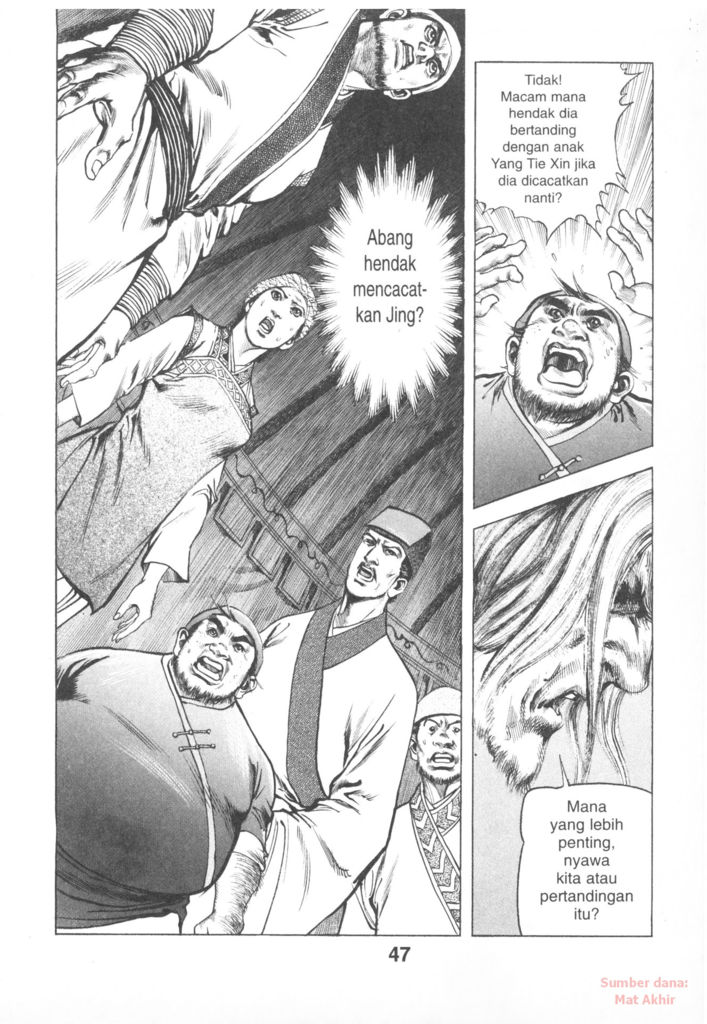 Abang
hendak
mencacat-
kan Jing?
Tidak!
Macam mana
hendak dia
bertanding
dengan anak
Yang Tie Xin jika
dia dicacatkan
nanti?
Mana
yang lebih
penting,
nyawa
kita atau
pertandingan
itu?
47
Sumber dana:
Mat Akhir